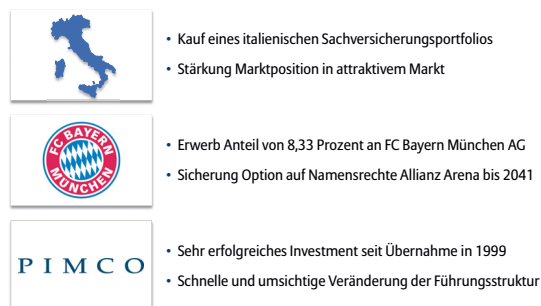 • Kauf eines italienischen Sachversicherungsportfolios
• Stärkung Marktposition in attraktivem Markt
FC BAYERN
MÜNCHEN
• Erwerb Anteil von 8,33 Prozent an FC Bayern München AG
• Sicherung Option auf Namensrechte Allianz Arena bis 2041
PIMCO
• Sehr erfolgreiches Investment seit Übernahme in 1999
• Schnelle und umsichtige Veränderung der Führungsstruktur